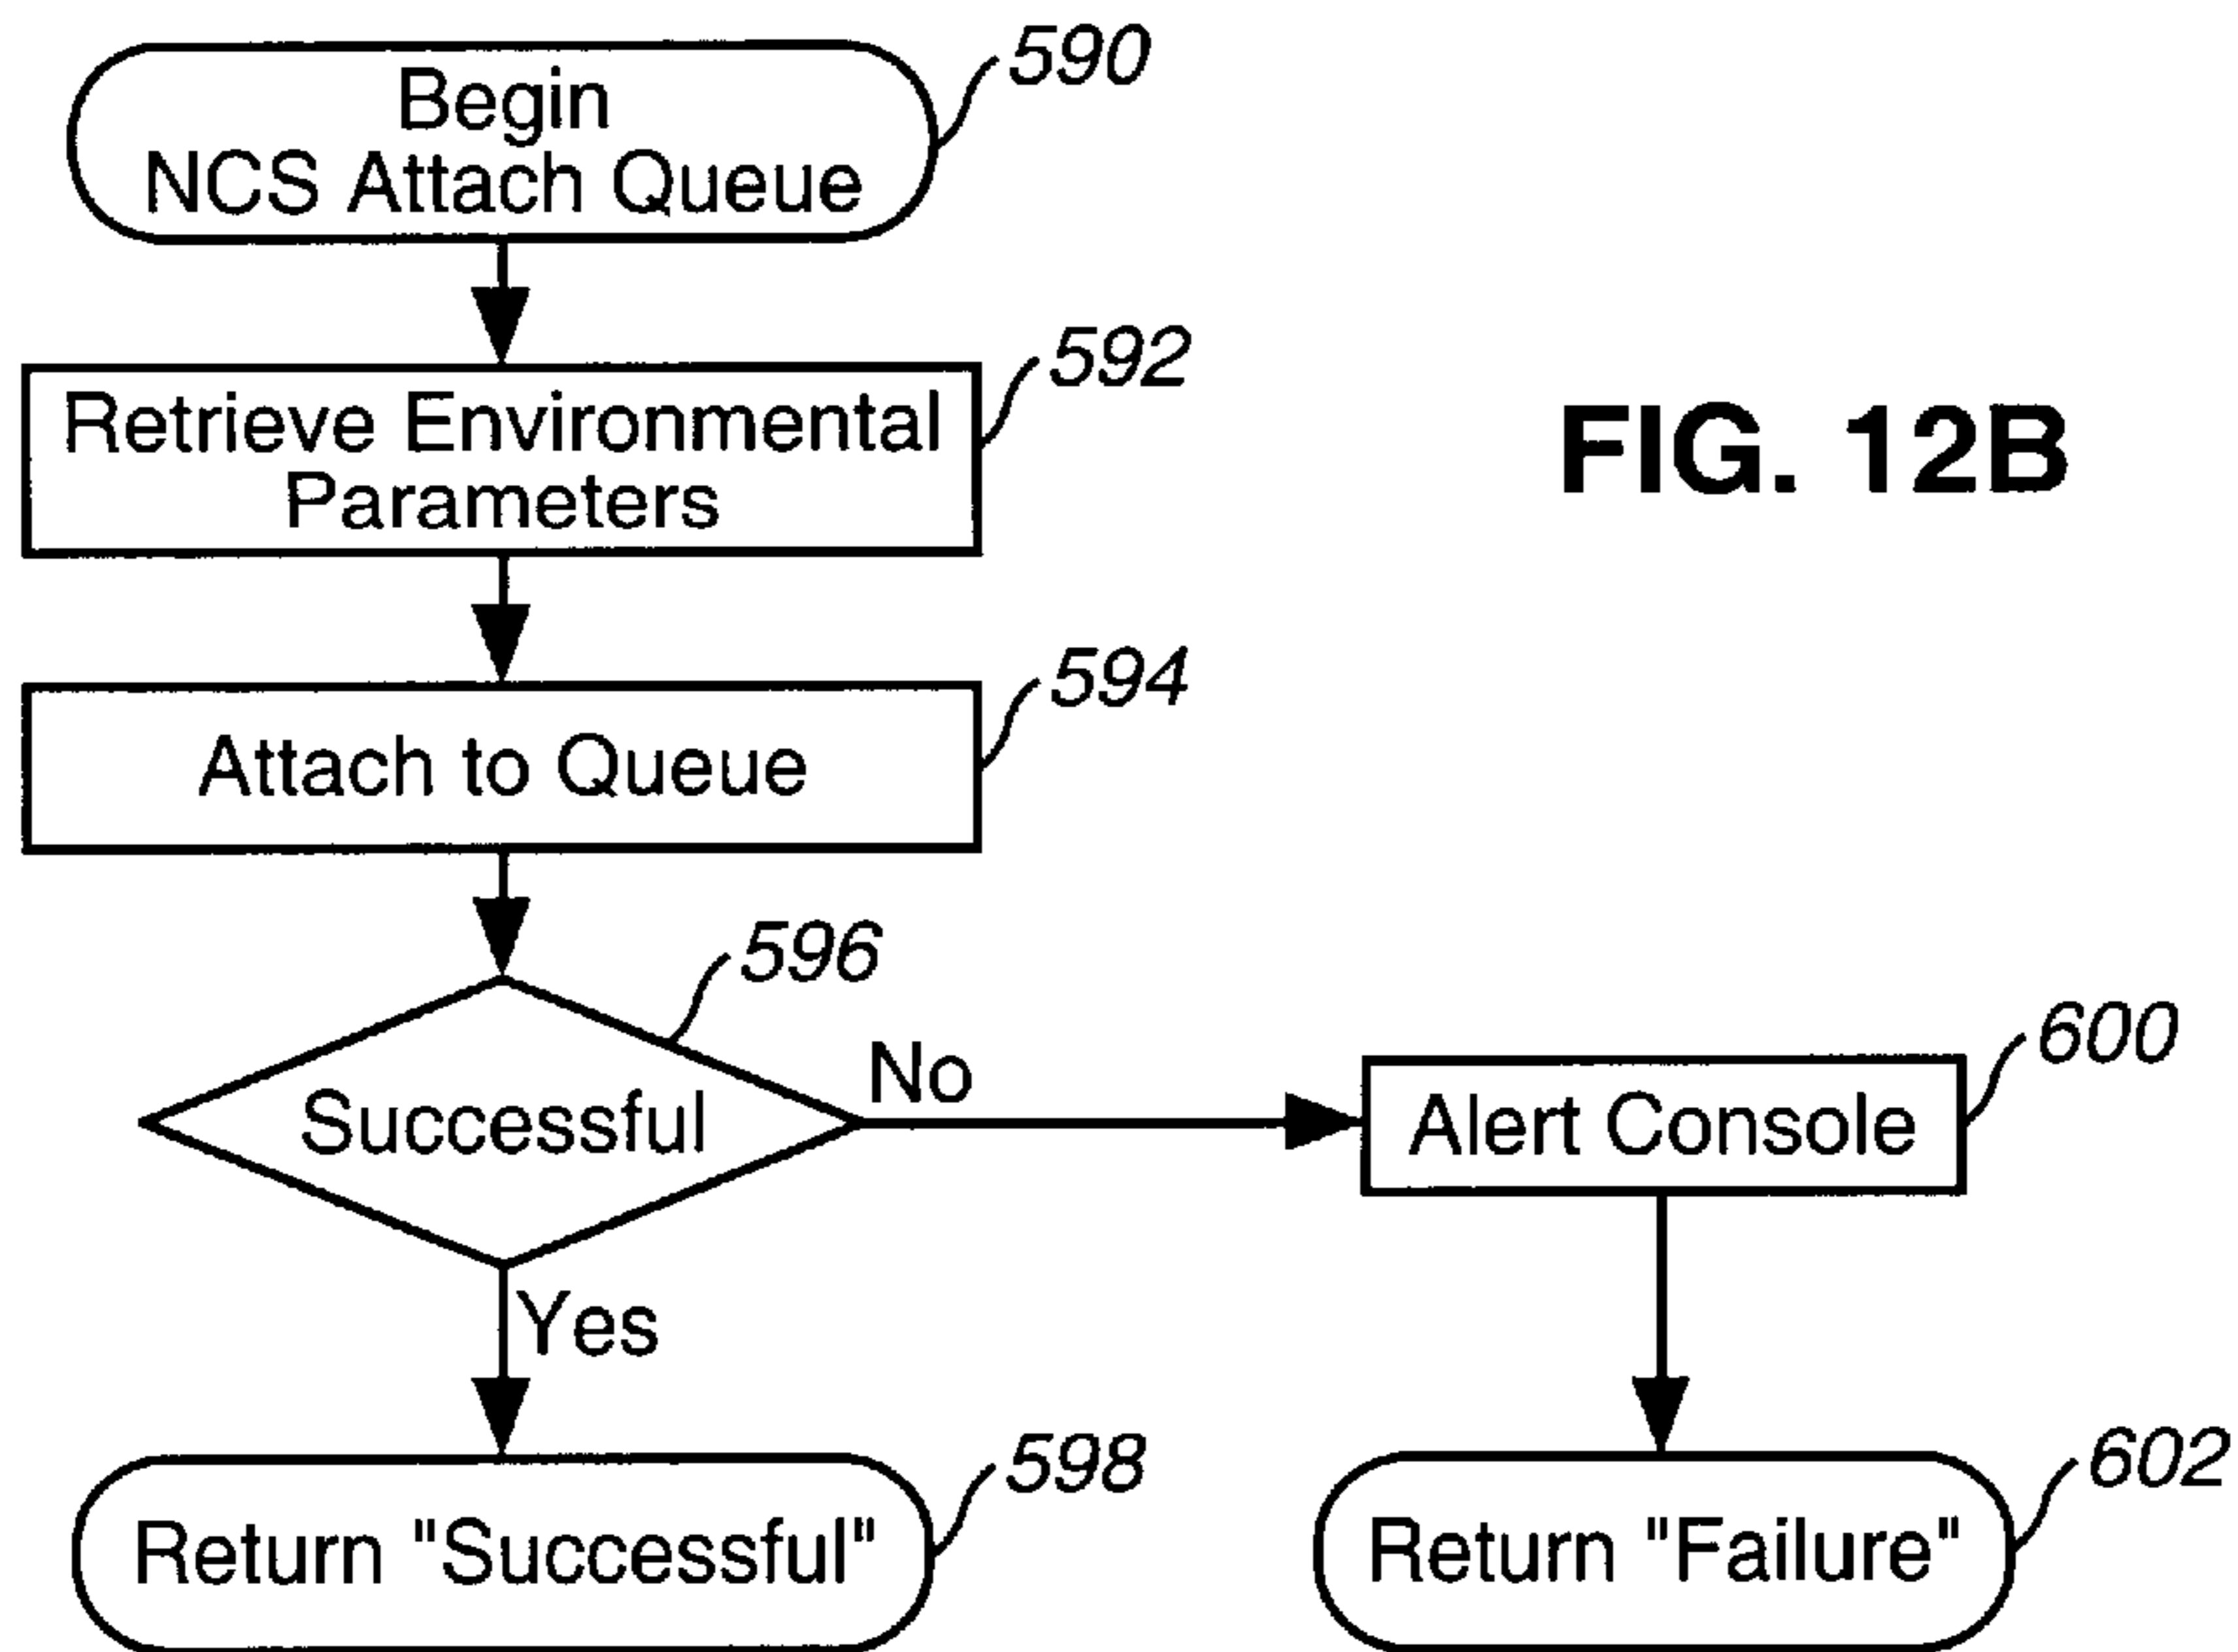 590
Begin
NCS Attach Queue
592
Retrieve Environmental
Parameters
FIG. 12B
594
Attach to Queue
596
Successful
No
600
Alert Console
Yes
598
Return "Successful"
602
Return "Failure"